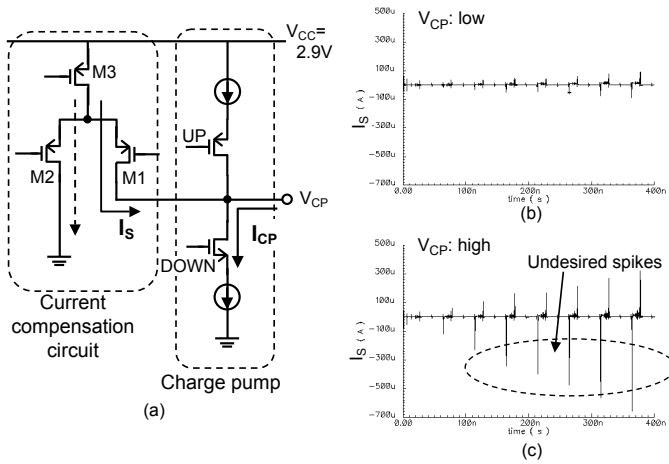 V_CC=
2.9V
M3
UP
M2
M1
V_CP
I_S
I_CP
DOWN
Current
compensation
circuit
Charge pump
(a)
V_CP: low
500u
300u
100u
-100u
-300u
-500u
-700u
I_S (A)
0.00
100n
200n
300n
400n
time (s)
(b)
V_CP: high
Undesired spikes
500u
300u
100u
-100u
-300u
-500u
-700u
I_S (A)
0.00
100n
200n
300n
400n
time (s)
(c)